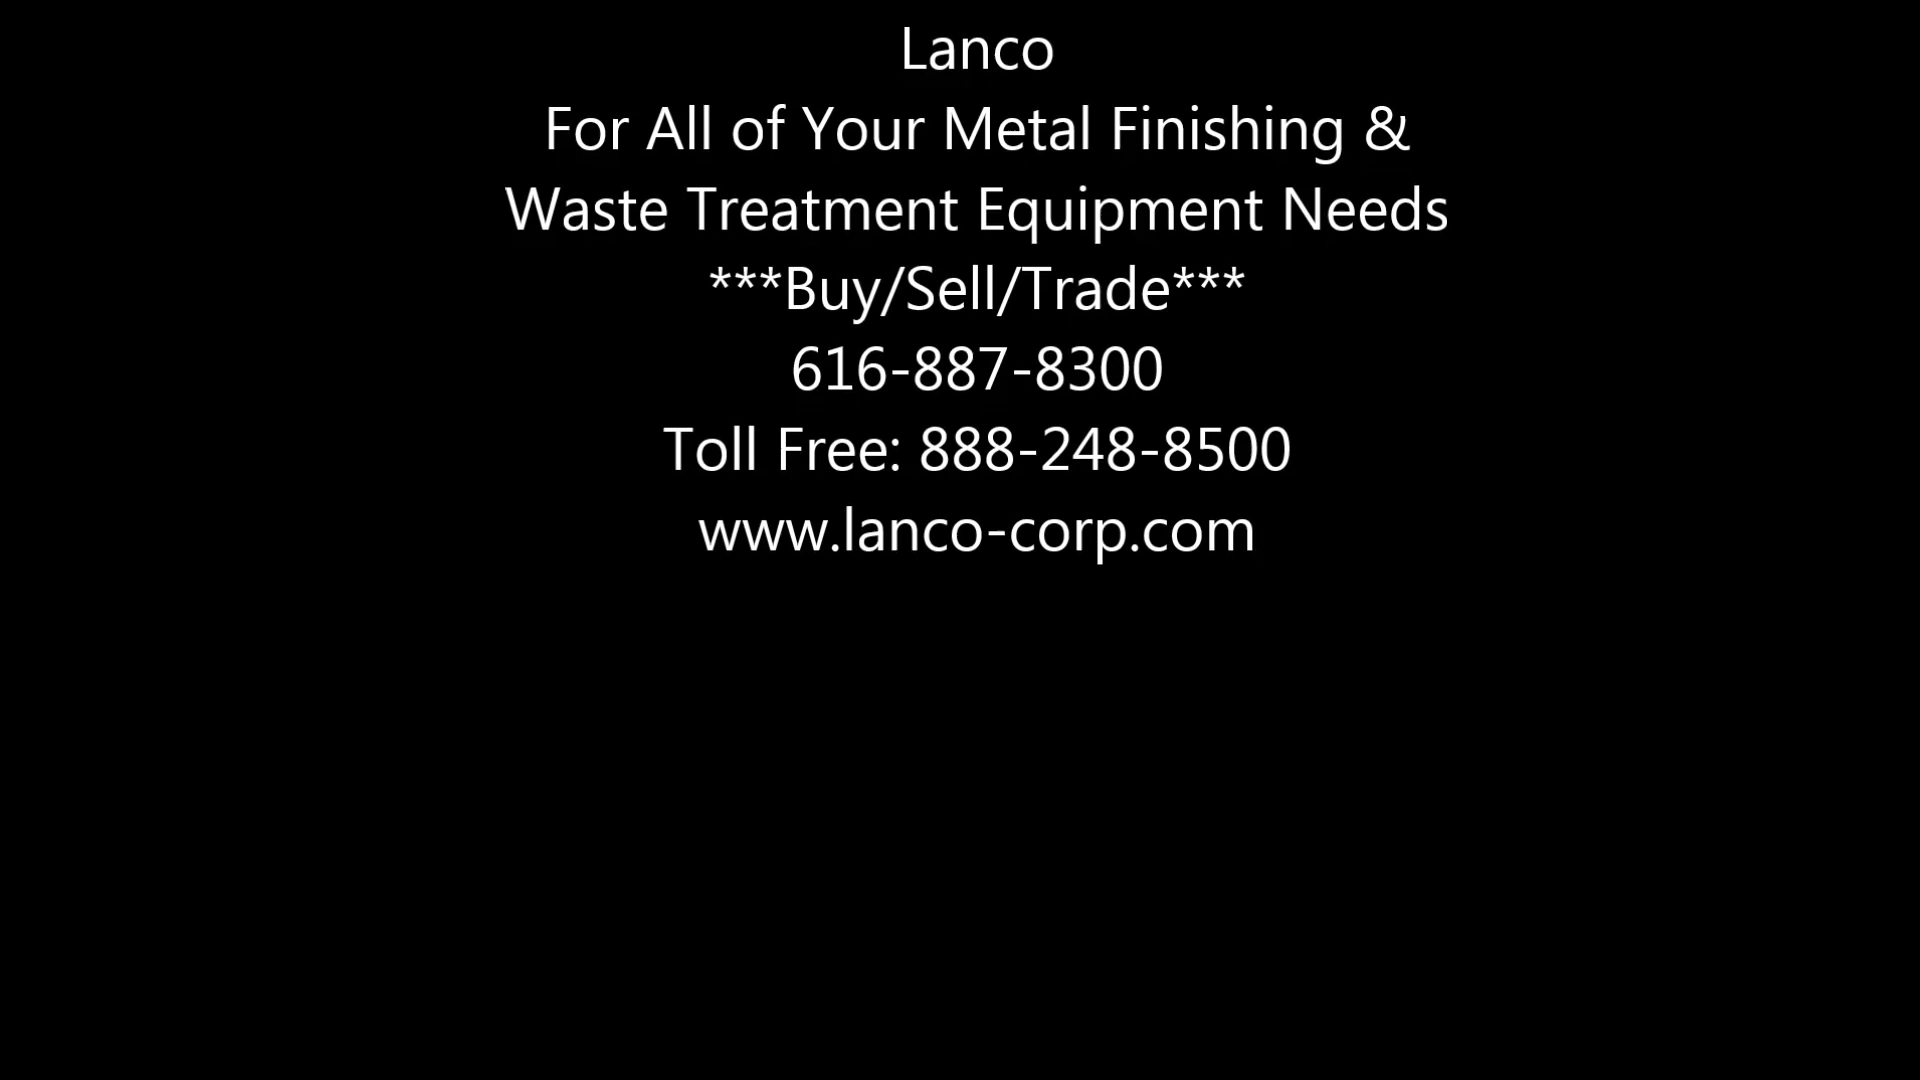 Lanco
For All of Your Metal Finishing &
Waste Treatment Equipment Needs
***Buy/Sell/Trade***
616-887-8300
Toll Free: 888-248-8500
www.lanco-corp.com